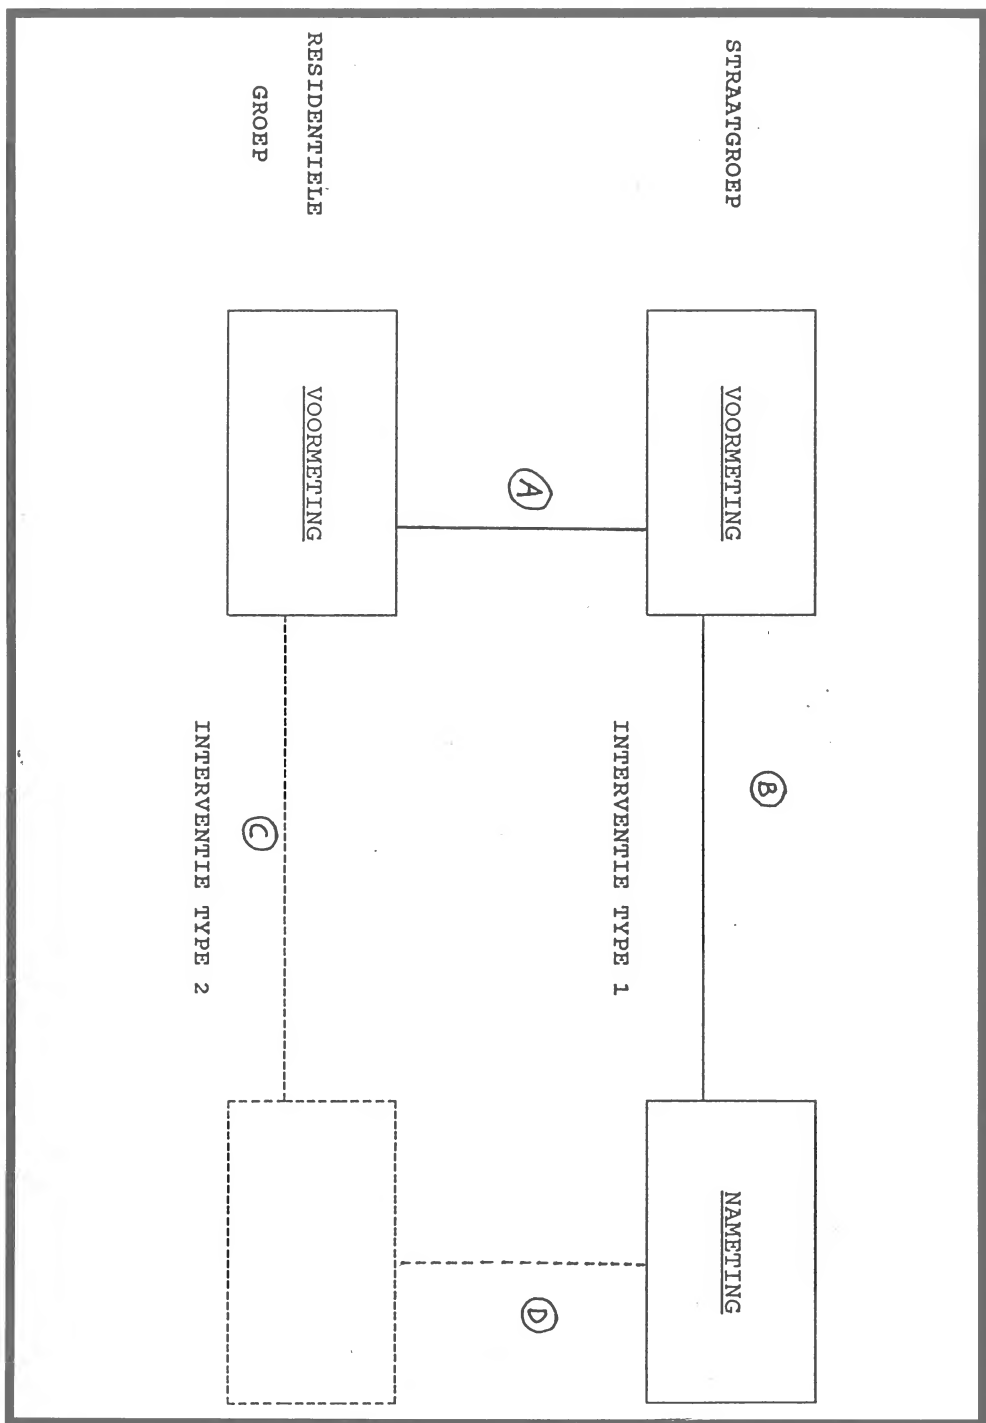 STRAATGROEP
VOORMETING
B
NAMETING
INTERVENTIE TYPE 1
A
D
RESIDENTIELE
GROEP
VOORMETING
C
INTERVENTIE TYPE 2